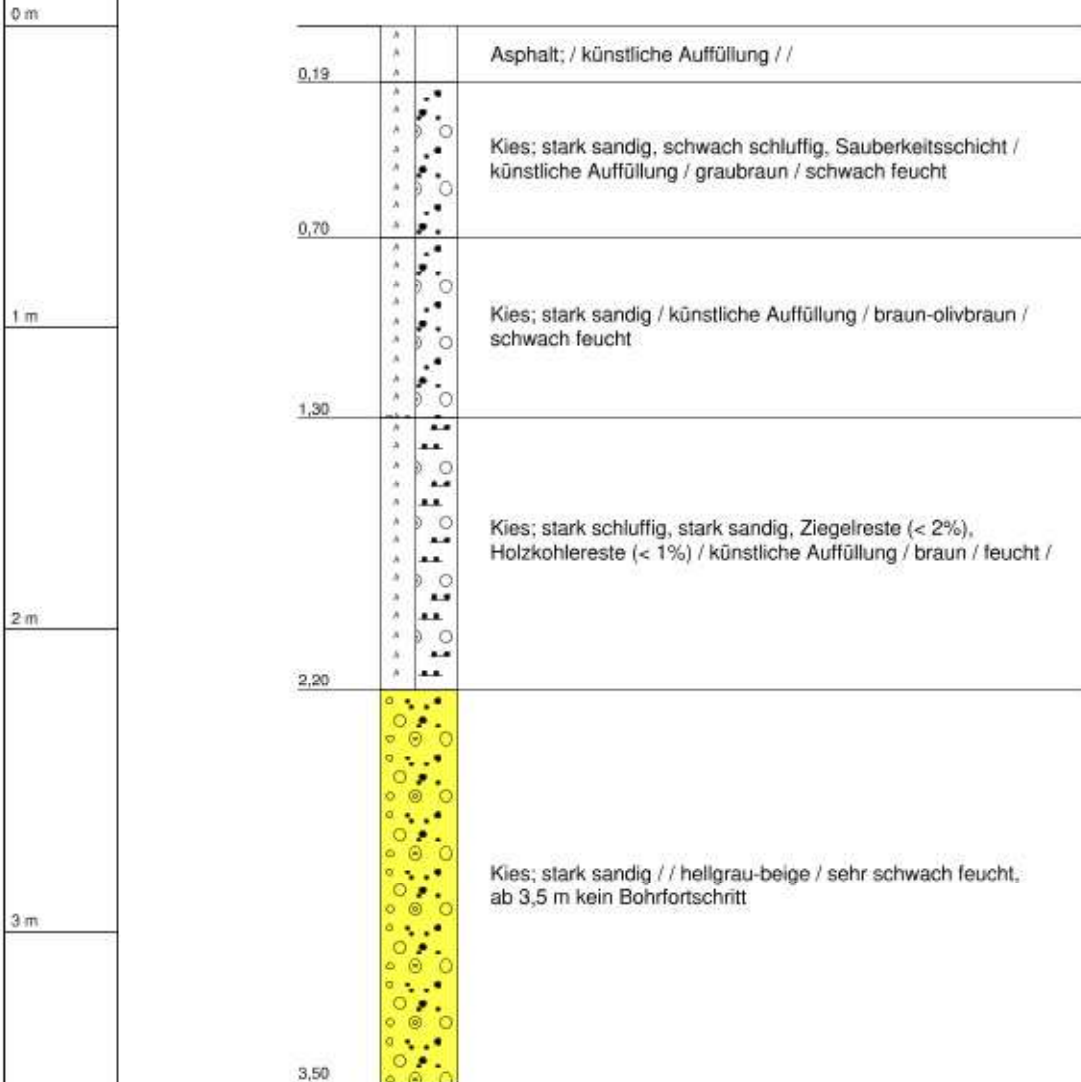 0 m
Asphalt; / künstliche Auffüllung / /
0,19
Kies; stark sandig, schwach schluffig, Sauberkeitsschicht /
künstliche Auffüllung / graubraun / schwach feucht
0,70
Kies; stark sandig / künstliche Auffüllung / braun-olivbraun /
schwach feucht
1 m
1,30
Kies; stark schluffig, stark sandig, Ziegelreste (< 2%),
Holzkohlereste (< 1%) / künstliche Auffüllung / braun / feucht /
2 m
2,20
Kies; stark sandig / / hellgrau-beige / sehr schwach feucht,
ab 3,5 m kein Bohrfortschritt
3 m
3,50